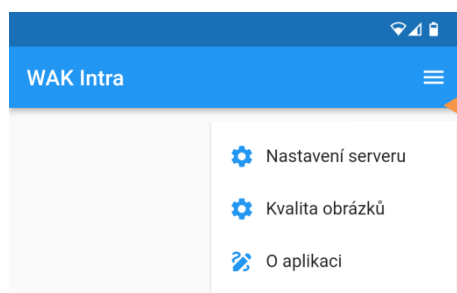 WAK Intra
Nastavení serveru
Kvalita obrázků
O aplikaci